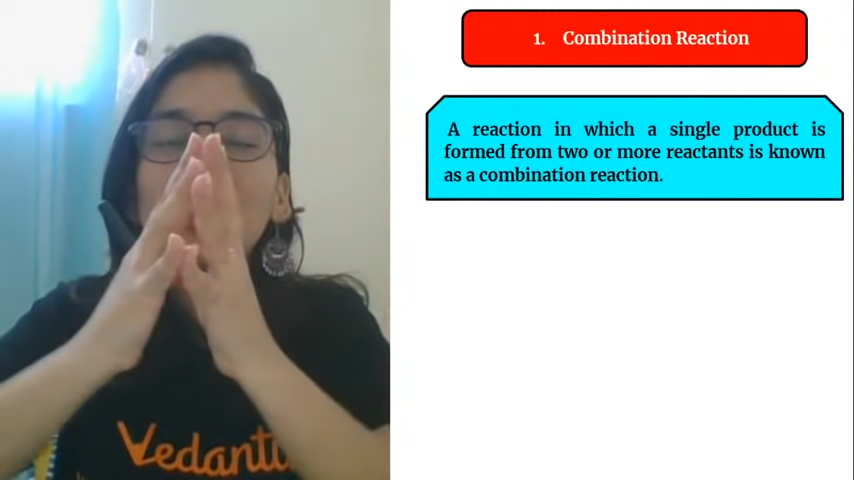 1. Combination Reaction
A reaction in which a single product is
formed from two or more reactants is known
as a combination reaction.
Vedantu